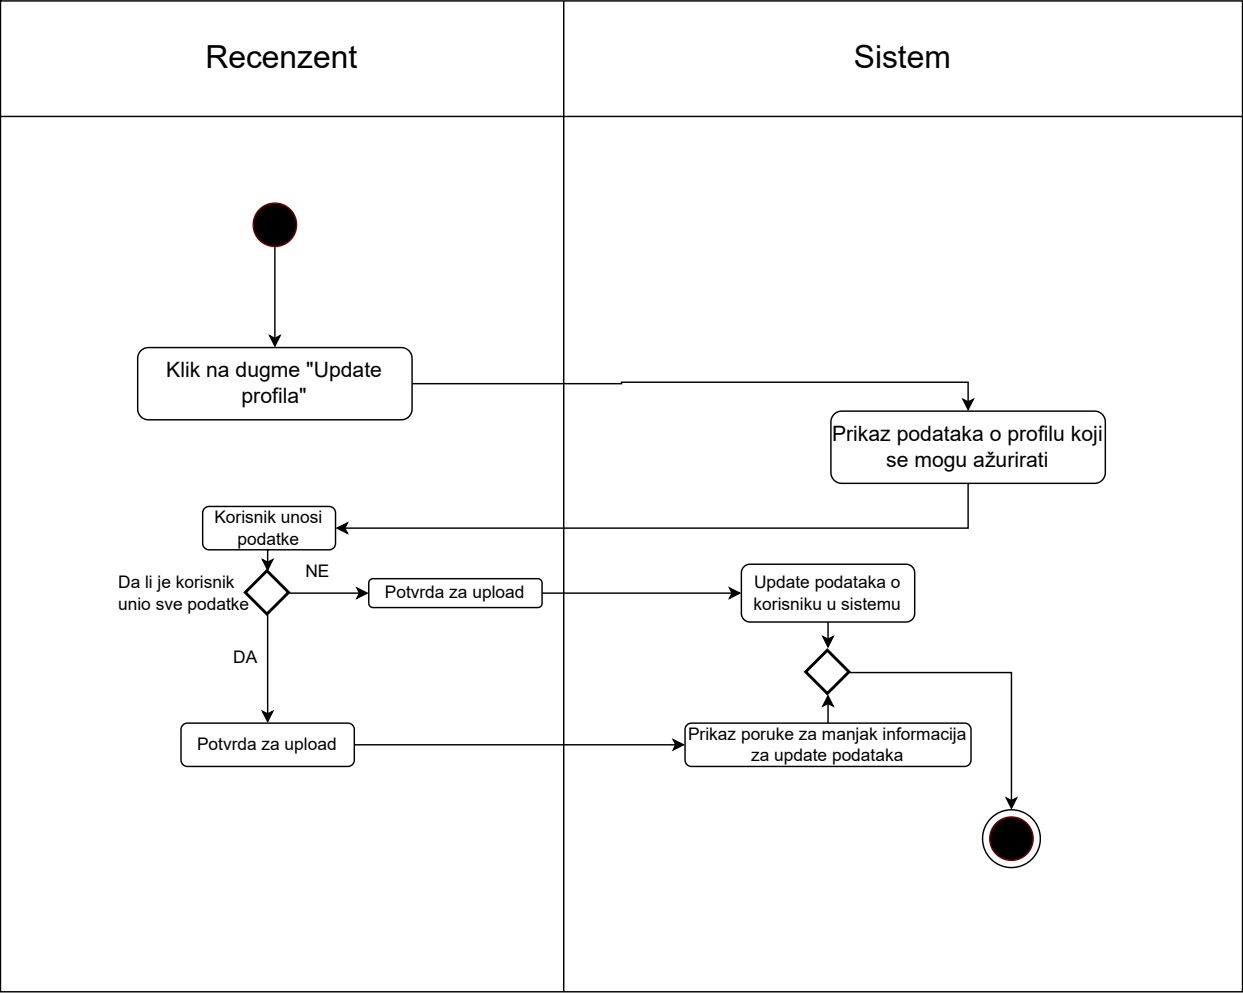 Recenzent
Sistem
Klik na dugme "Update
profila"
Prikaz podataka o profilu koji
se mogu ažurirati
Korisnik unosi
podatke
Da li je korisnik
unio sve podatke
NE
Potvrda za upload
Update podataka o
korisniku u sistemu
DA
Potvrda za upload
Prikaz poruke za manjak informacija
za update podataka